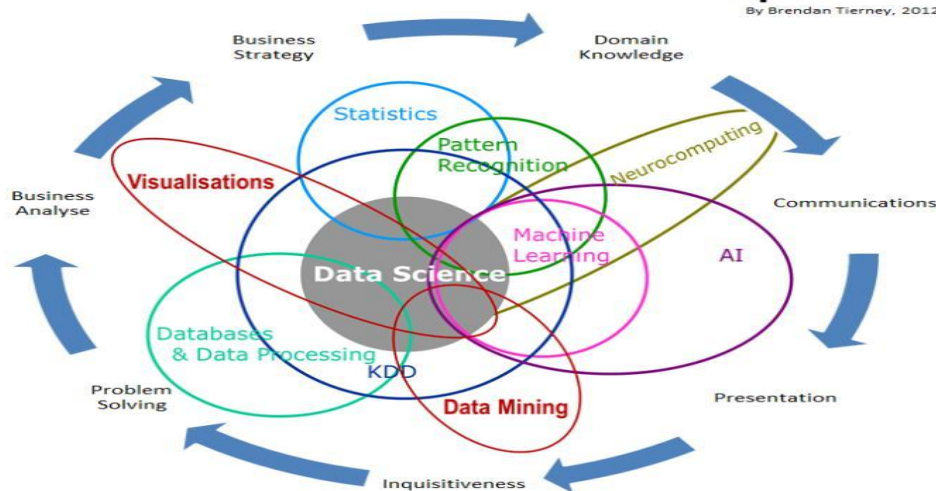 By Brendan Tierney, 2012
Business
Strategy
Domain
Knowledge
Statistics
Pattern
Recognition
Neurocomputing
Visualisations
Business
Analyse
Communications
Machine
Learning
AI
Data Science
Databases
& Data Processing
KDD
Problem
Solving
Data Mining
Presentation
Inquisitiveness